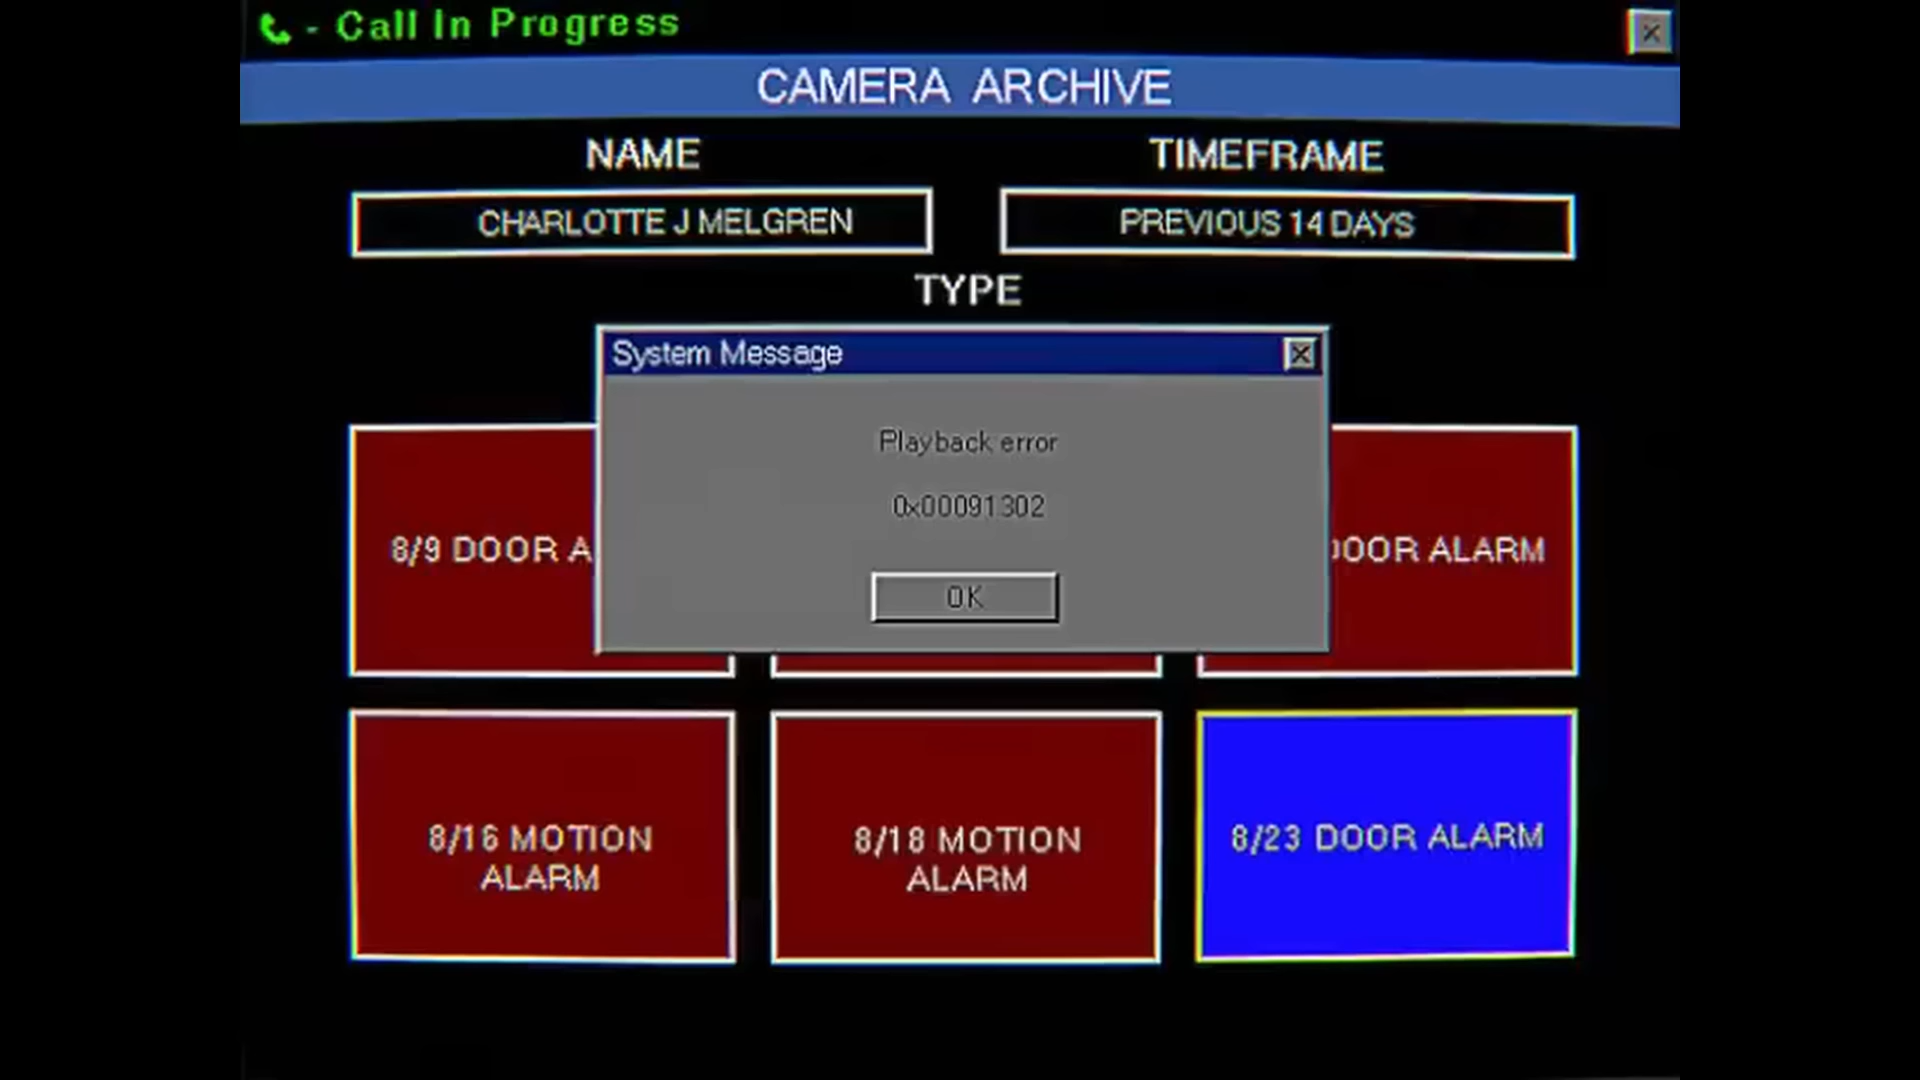 - Call In Progress
CAMERA ARCHIVE
NAME
TIMEFRAME
CHARLOTTE J MELGREN
PREVIOUS 14 DAYS
TYPE
System Message
Playback error
0x00091302
OK
8/9 DOOR A
DOOR ALARM
8/16 MOTION
ALARM
8/18 MOTION
ALARM
8/23 DOOR ALARM